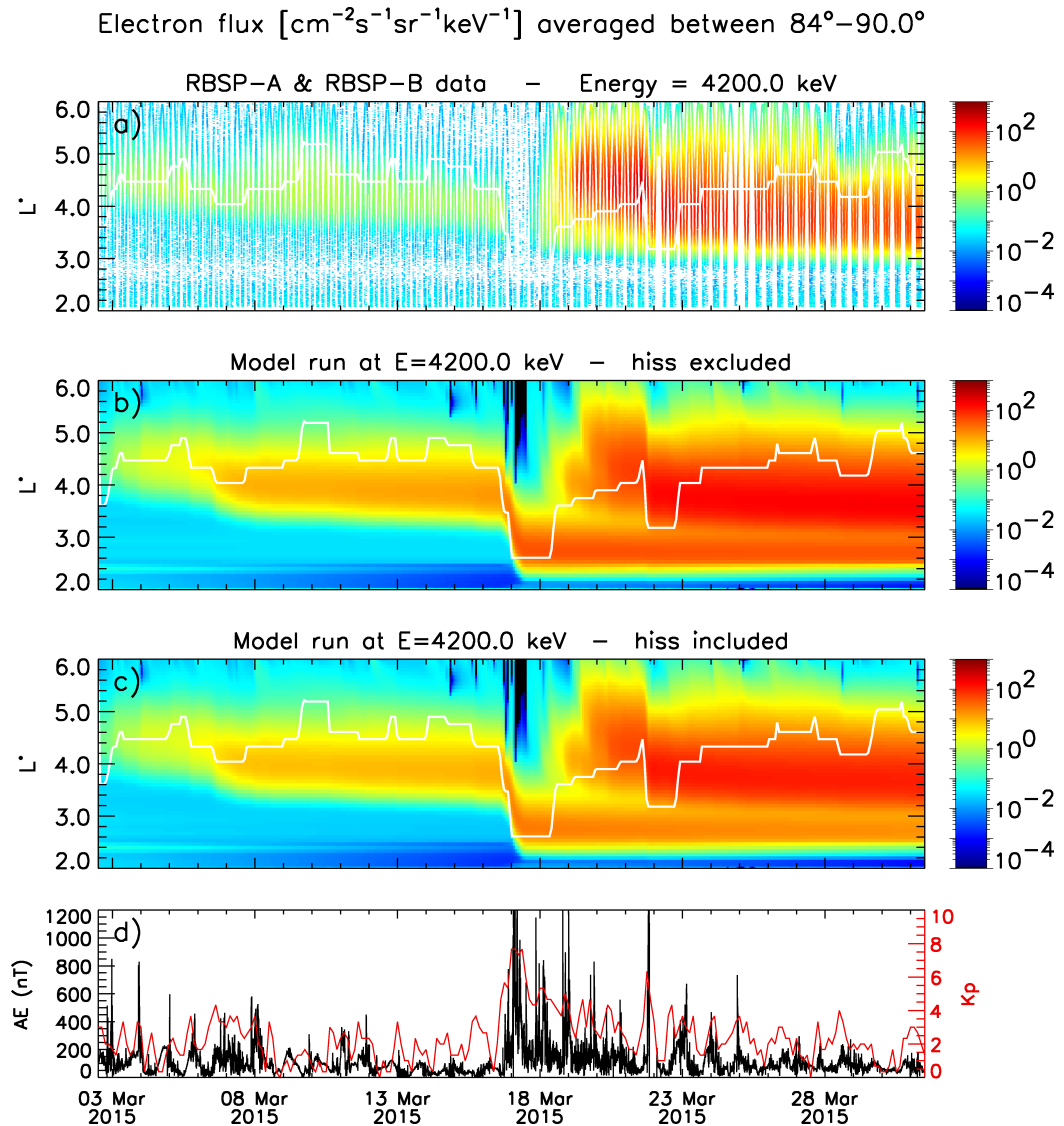 Electron flux [cm⁻²s⁻¹sr⁻¹keV⁻¹] averaged between 84°−90.0°
RBSP−A & RBSP−B data − Energy = 4200.0 keV
a)
6.0
5.0
4.0
3.0
2.0
L*
10²
10⁰
10⁻²
10⁻⁴
Model run at E=4200.0 keV − hiss excluded
b)
6.0
5.0
4.0
3.0
2.0
L*
10²
10⁰
10⁻²
10⁻⁴
Model run at E=4200.0 keV − hiss included
c)
6.0
5.0
4.0
3.0
2.0
L*
10²
10⁰
10⁻²
10⁻⁴
d)
1200
1000
800
600
400
200
0
AE (nT)
10
8
6
4
2
0
Kp
03 Mar 08 Mar 13 Mar 18 Mar 23 Mar 28 Mar
2015 2015 2015 2015 2015 2015